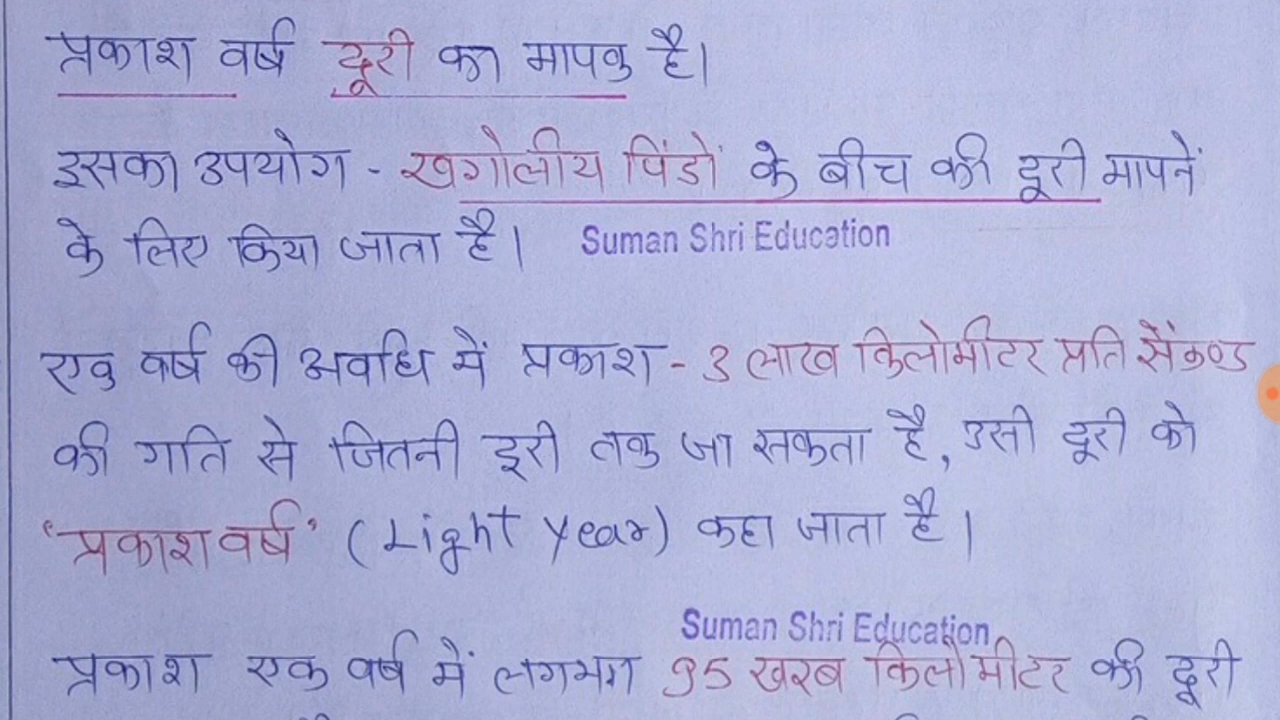 प्रकाश वर्ष दूरी का मापक है।
इसका उपयोग - खगोलीय पिंडों के बीच की दूरी मापनें
के लिए किया जाता है।
Suman Shri Education
एक वर्ष की अवधि में प्रकाश - 3 लाख किलोमीटर प्रति सैंकण्ड
की गति से जितनी दूरी तक जा सकता है, उसी दूरी को
'प्रकाश वर्ष' (Light Year) कहा जाता है।
Suman Shri Education
प्रकाश एक वर्ष में लगभग 95 खरब किलोमीटर की दूरी